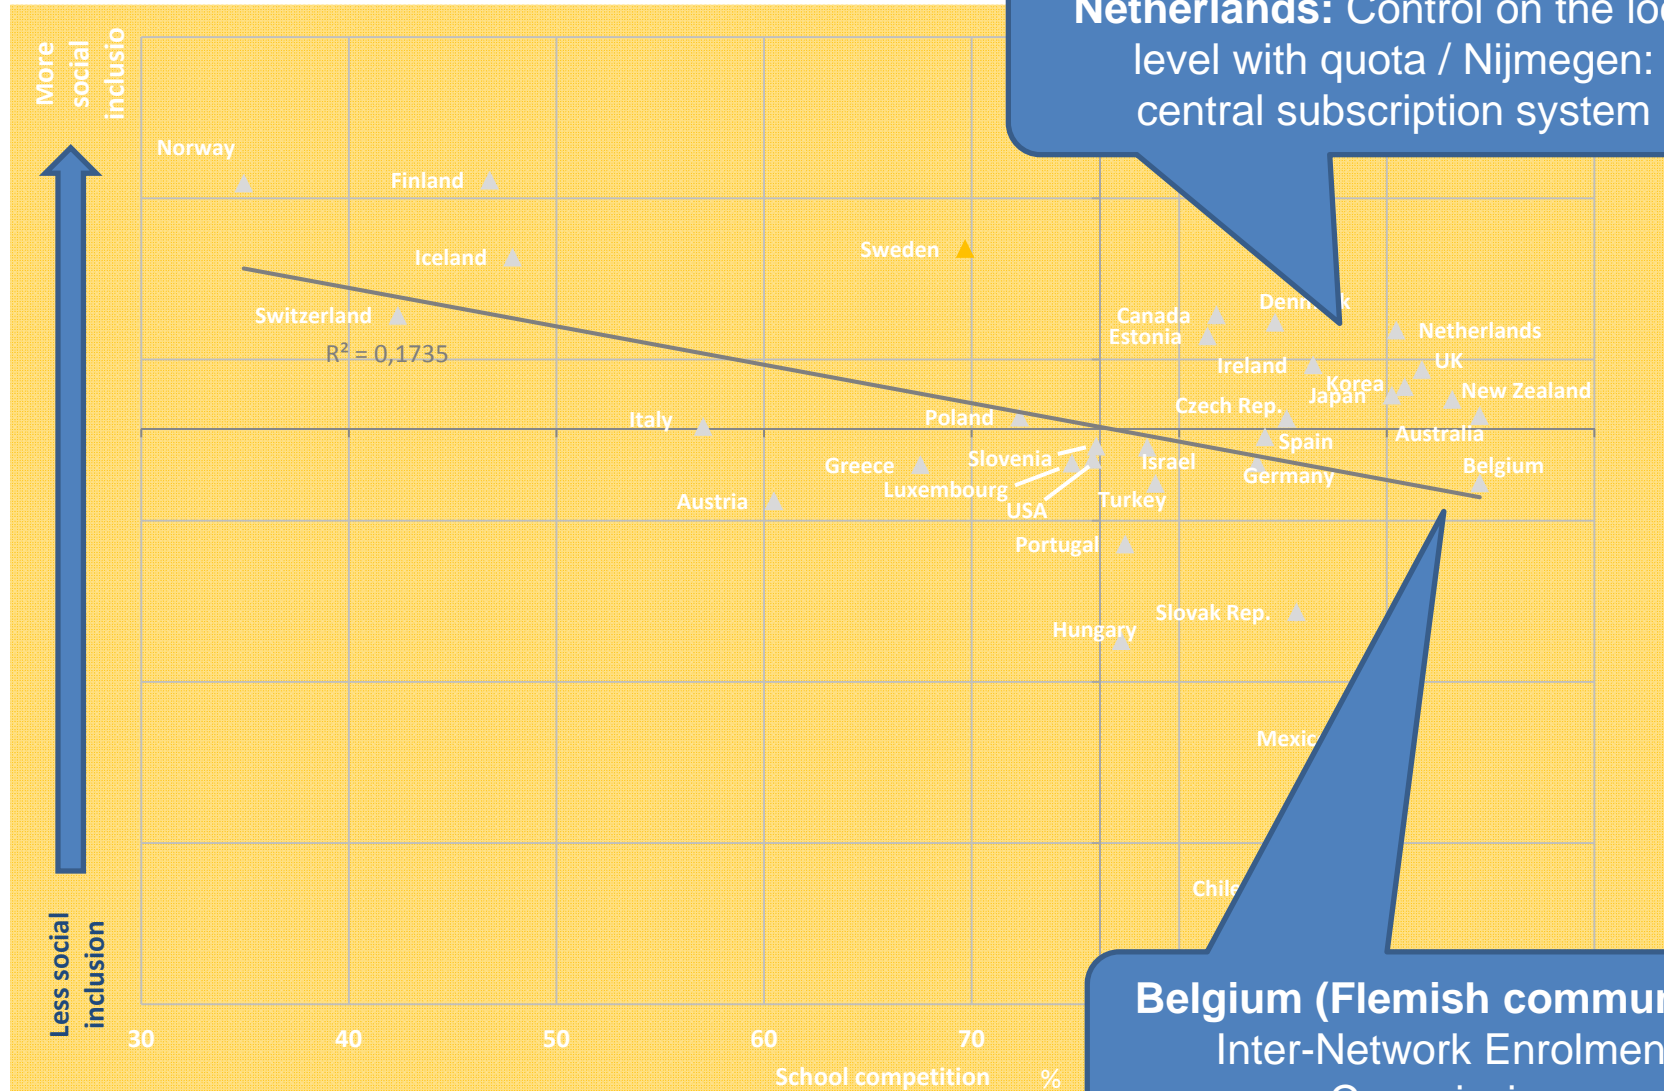 Netherlands: Control on the
level with quota / Nijmegen:
central subscription system
More
social
inclusio
Norway
Finland
Sweden
Iceland
Switzerland
R² = 0,1735
Canada
Estonia
Netherlands
UK
Ireland
Korea
Japan
New Zealand
Czech Rep.
Australia
Italy
Poland
Spain
Slovenia
Israel
Greece
Luxembourg
Germany
Belgium
Austria
USA
Turkey
Portugal
Slovak Rep.
Hungary
Chile
Less social
inclusion
30
40
50
60
70
School competition %
Belgium (Flemish
Inter-Network